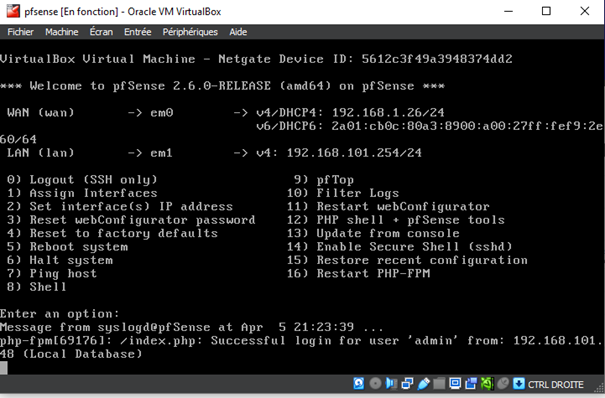 pfsense [En fonction] - Oracle VM VirtualBox
Fichier Machine Écran Entrée Périphériques Aide
VirtualBox Virtual Machine - Netgate Device ID: 5612c3f49a3948374dd2
*** Welcome to pfSense 2.6.0-RELEASE (amd64) on pfSense ***
WAN (wan) -> em0 -> v4/DHCP4: 192.168.1.26/24
v6/DHCP6: 2a01:cb0c:80a3:8900:a00:27ff:fef9:2e
60/64
LAN (lan) -> em1 -> v4: 192.168.101.254/24
0) Logout (SSH only) 9) pfTop
1) Assign Interfaces 10) Filter Logs
2) Set interface(s) IP address 11) Restart webConfigurator
3) Reset webConfigurator password 12) PHP shell + pfSense tools
4) Reset to factory defaults 13) Update from console
5) Reboot system 14) Enable Secure Shell (sshd)
6) Halt system 15) Restore recent configuration
7) Ping host 16) Restart PHP-FPM
8) Shell
Enter an option:
Message from syslogd@pfSense at Apr 5 21:23:39 ...
php-fpm[69176]: /index.php: Successful login for user 'admin' from: 192.168.101.
48 (Local Database)
CTRL DROITE